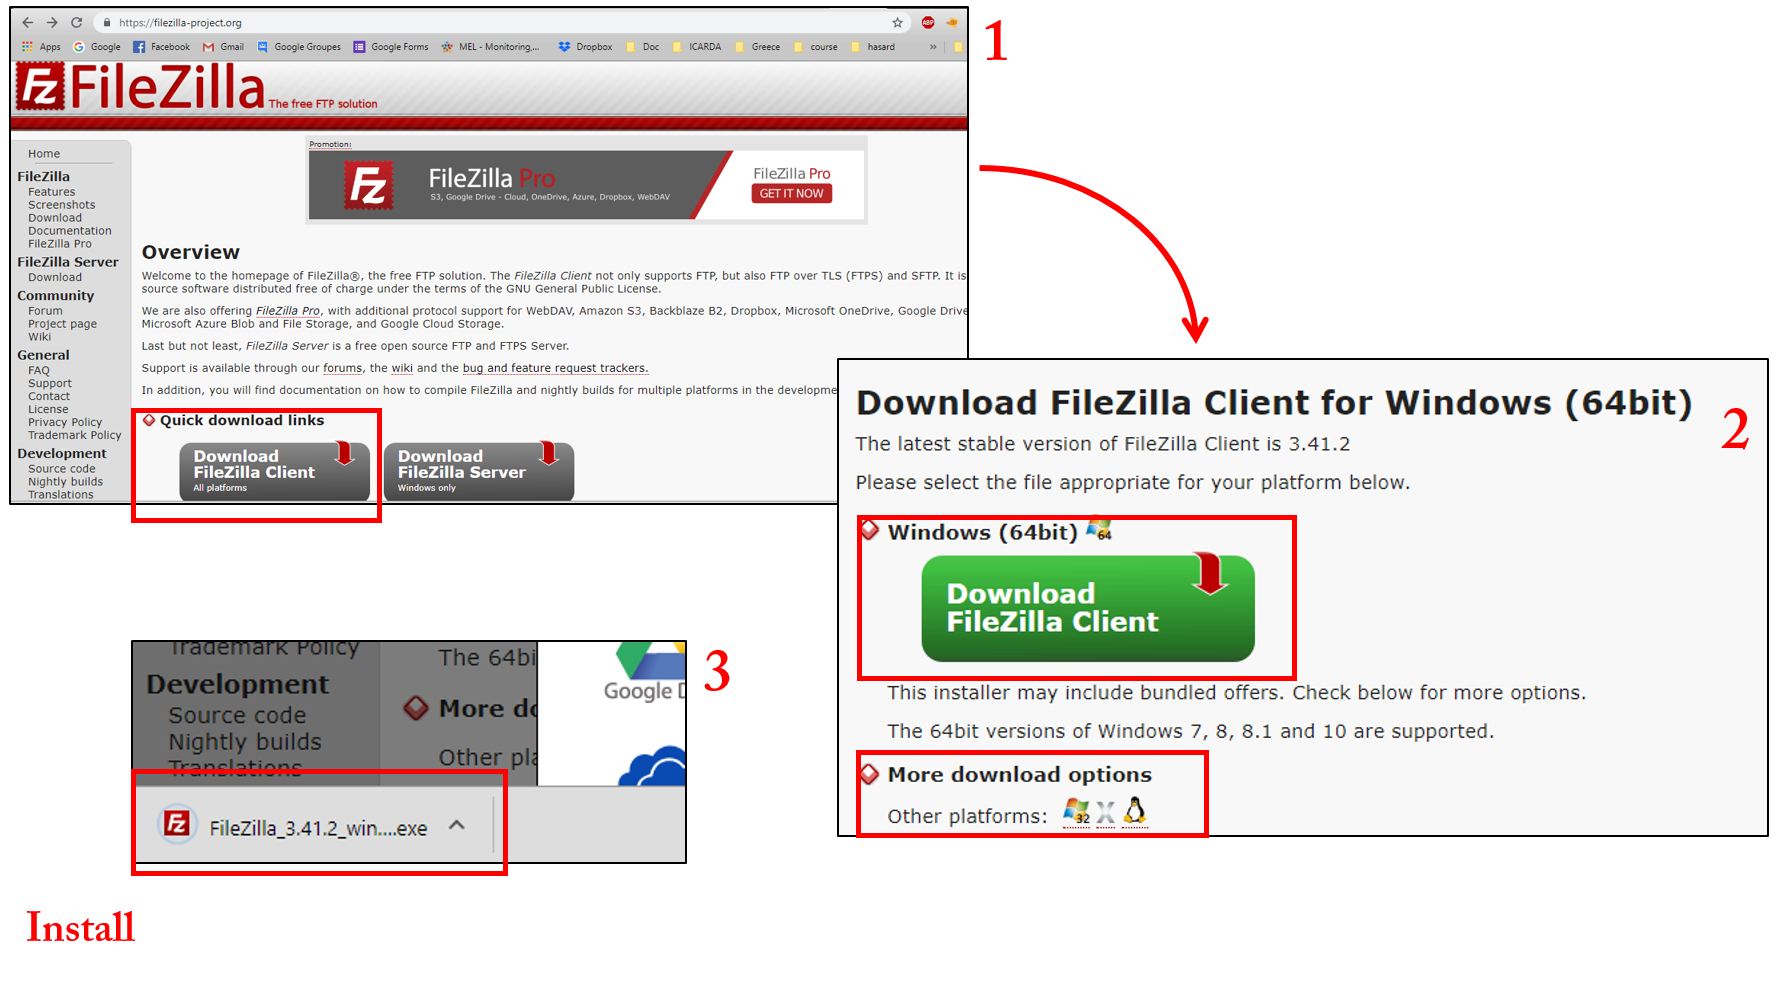 https://filezilla-project.org
ABP
Apps Google Facebook Gmail Google Groupes Google Forms MEL - Monitoring,... Dropbox Doc ICARDA Greece course hasard »
1
Fz FileZilla The free FTP solution
Home
FileZilla
Features
Screenshots
Download
Documentation
FileZilla Pro
FileZilla Server
Download
Community
Forum
Project page
Wiki
General
FAQ
Support
Contact
License
Privacy Policy
Trademark Policy
Development
Source code
Nightly builds
Translations
Promotion:
Fz
FileZilla Pro
S3, Google Drive - Cloud, OneDrive, Azure, Dropbox, WebDAV
FileZilla Pro
GET IT NOW
Overview
Welcome to the homepage of FileZilla®, the free FTP solution. The FileZilla Client not only supports FTP, but also FTP over TLS (FTPS) and SFTP. It is
source software distributed free of charge under the terms of the GNU General Public License.
We are also offering FileZilla Pro, with additional protocol support for WebDAV, Amazon S3, Backblaze B2, Dropbox, Microsoft OneDrive, Google Drive
Microsoft Azure Blob and File Storage, and Google Cloud Storage.
Last but not least, FileZilla Server is a free open source FTP and FTPS Server.
Support is available through our forums, the wiki and the bug and feature request trackers.
In addition, you will find documentation on how to compile FileZilla and nightly builds for multiple platforms in the developme
Quick download links
Download
FileZilla Client
All platforms
Download
FileZilla Server
Windows only
2
Download FileZilla Client for Windows (64bit)
The latest stable version of FileZilla Client is 3.41.2
Please select the file appropriate for your platform below.
Windows (64bit) 64
Download
FileZilla Client
This installer may include bundled offers. Check below for more options.
The 64bit versions of Windows 7, 8, 8.1 and 10 are supported.
More download options
Other platforms: 32 X
3
Trademark Policy
Development
Source code
Nightly builds
Translations
The 64bi
More do
Other pla
Google D
Fz FileZilla_3.41.2_win....exe
Install